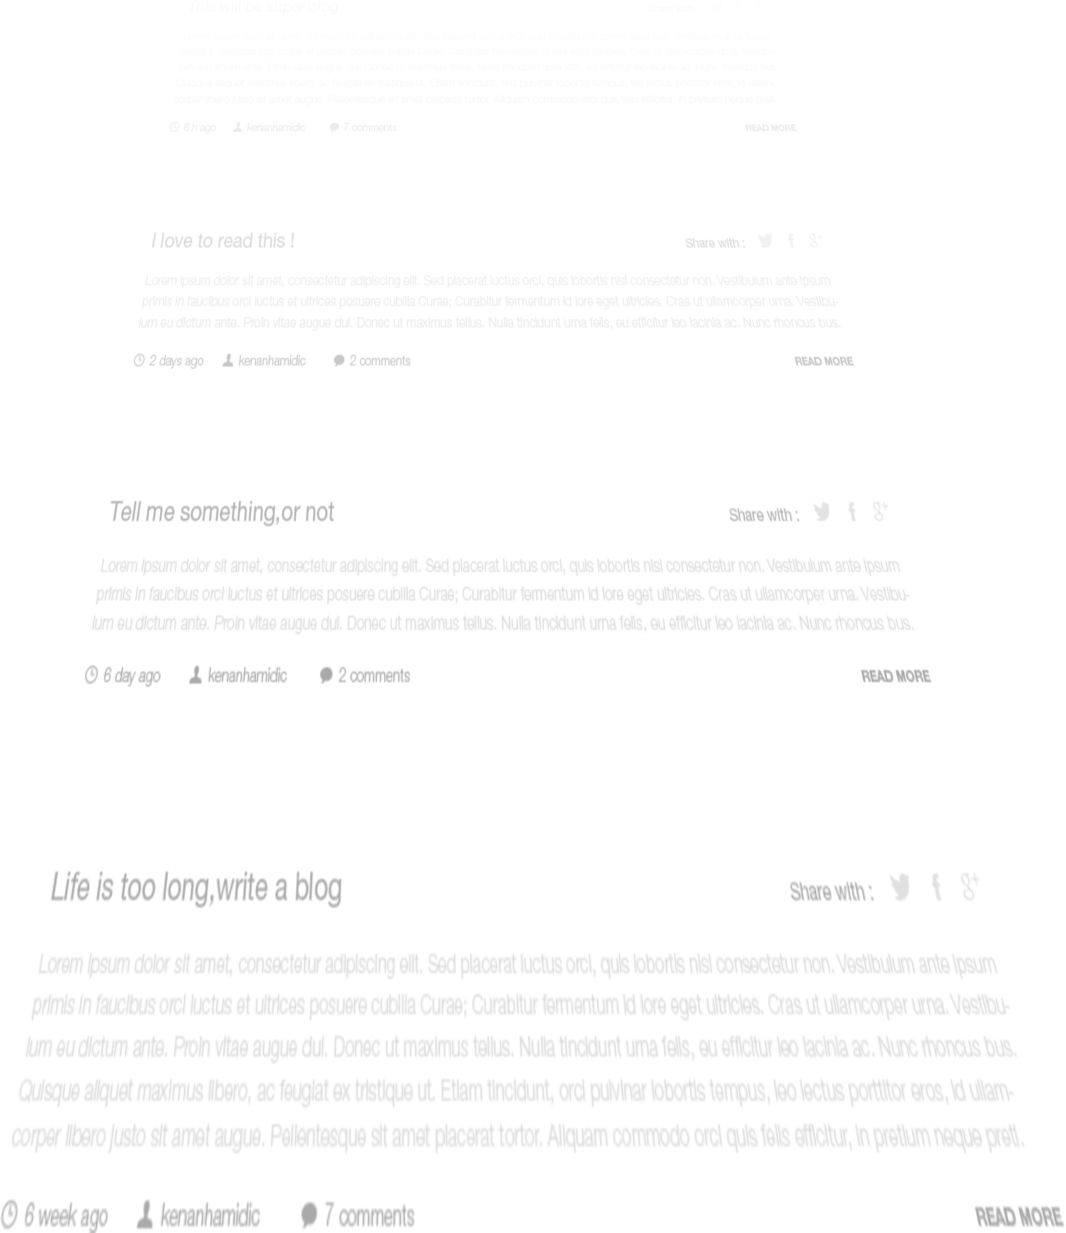 This will be super blog
6 h ago kenanhamidic 7 comments READ MORE
I love to read this !
Share with :
Lorem ipsum dolor sit amet, consectetur adipiscing elit. Sed placerat luctus orci, quis lobortis nisl consectetur non. Vestibulum ante ipsum
primis in faucibus orci luctus et ultrices posuere cubilia Curae; Curabitur fermentum id lore eget ultricies. Cras ut ullamcorper urna. Vestibu-
lum eu dictum ante. Proin vitae augue dui. Donec ut maximus tellus. Nulla tincidunt urna felis, eu efficitur leo lacinia ac. Nunc rhoncus bus.
2 days ago kenanhamidic 2 comments READ MORE
Tell me something,or not
Share with :
Lorem ipsum dolor sit amet, consectetur adipiscing elit. Sed placerat luctus orci, quis lobortis nisl consectetur non. Vestibulum ante ipsum
primis in faucibus orci luctus et ultrices posuere cubilia Curae; Curabitur fermentum id lore eget ultricies. Cras ut ullamcorper urna. Vestibu-
lum eu dictum ante. Proin vitae augue dui. Donec ut maximus tellus. Nulla tincidunt urna felis, eu efficitur leo lacinia ac. Nunc rhoncus bus.
6 day ago kenanhamidic 2 comments READ MORE
Life is too long,write a blog
Share with :
Lorem ipsum dolor sit amet, consectetur adipiscing elit. Sed placerat luctus orci, quis lobortis nisl consectetur non. Vestibulum ante ipsum
primis in faucibus orci luctus et ultrices posuere cubilia Curae; Curabitur fermentum id lore eget ultricies. Cras ut ullamcorper urna. Vestibu-
lum eu dictum ante. Proin vitae augue dui. Donec ut maximus tellus. Nulla tincidunt urna felis, eu efficitur leo lacinia ac. Nunc rhoncus bus.
Quisque aliquet maximus libero, ac feugiat ex tristique ut. Etiam tincidunt, orci pulvinar lobortis tempus, leo lectus porttitor eros, id ullam-
corper libero justo sit amet augue. Pellentesque sit amet placerat tortor. Aliquam commodo orci quis felis efficitur, in pretium neque preti.
6 week ago kenanhamidic 7 comments READ MORE